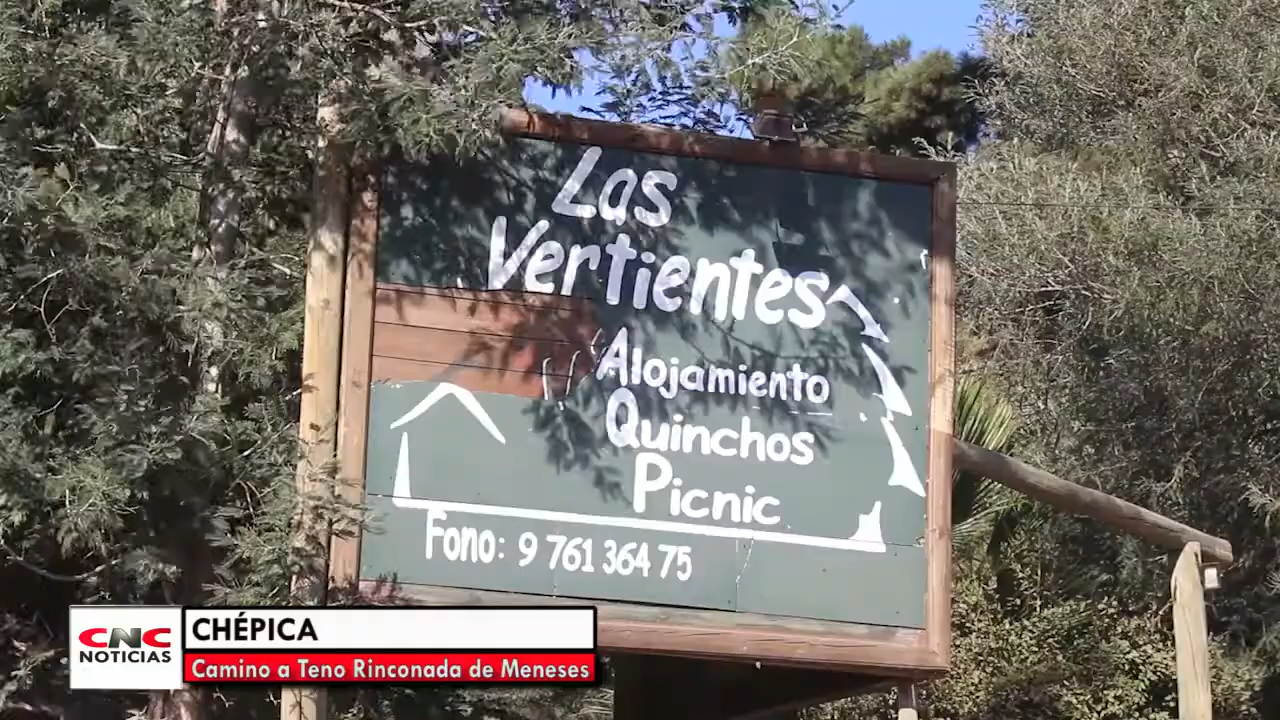 Las
Vertientes
Alojamiento
Quinchos
Picnic
Fono: 9 761 364 75
CNC
NOTICIAS
CHÉPICA
Camino a Teno Rinconada de Meneses